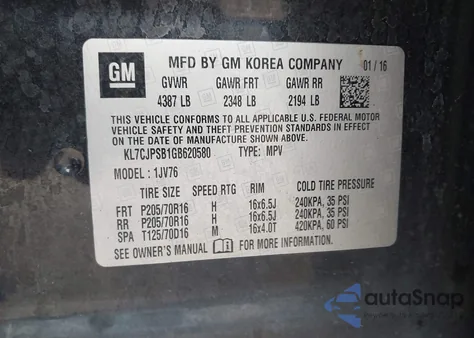 GM
MFD BY GM KOREA COMPANY 01 / 16
GVWR GAWR FRT GAWR RR
4387 LB 2348 LB 2194 LB
THIS VEHICLE CONFORMS TO ALL APPLICABLE U.S. FEDERAL MOTOR
VEHICLE SAFETY AND THEFT PREVENTION STANDARDS IN EFFECT ON
THE DATE OF MANUFACTURE SHOWN ABOVE.
KL7CJPSB1GB620580 TYPE: MPV
MODEL : 1JV76
TIRE SIZE SPEED RTG RIM COLD TIRE PRESSURE
FRT P205/70R16 H 16x6.5J 240KPA, 35 PSI
RR P205/70R16 H 16x6.5J 240KPA, 35 PSI
SPA T125/70D16 M 16x4.0T 420KPA, 60 PSI
SEE OWNER'S MANUAL FOR MORE INFORMATION.
autoSnap